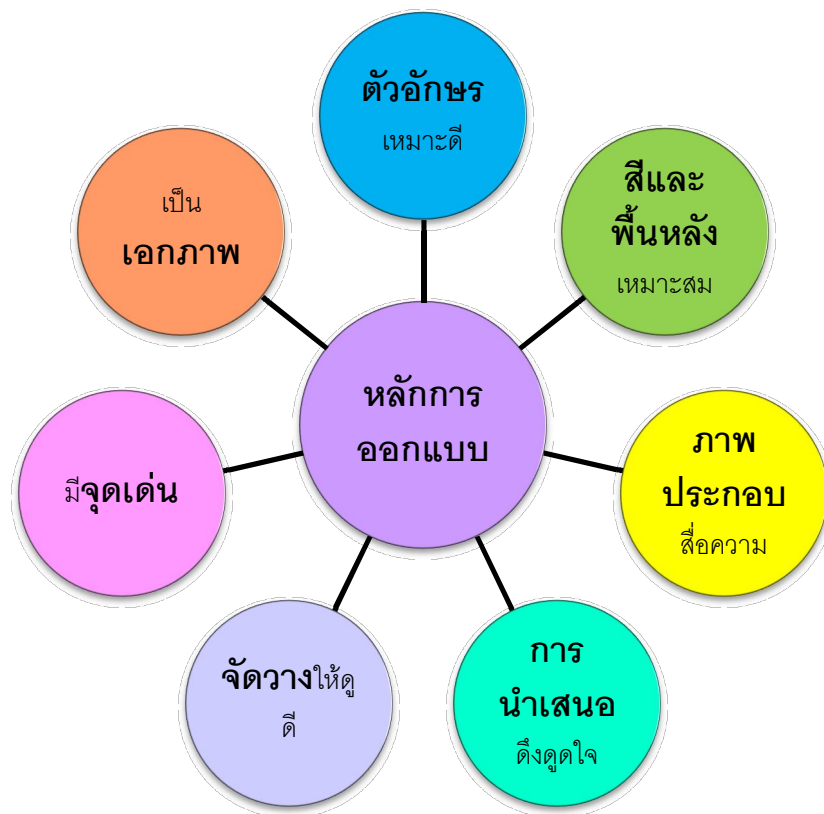 ตัวอักษร
เหมาะดี
สีและ
พื้นหลัง
เหมาะสม
ภาพ
ประกอบ
สื่อความ
การ
นำเสนอ
ดึงดูดใจ
จัดวางให้ดู
ดี
มีจุดเด่น
เป็น
เอกภาพ
หลักการ
ออกแบบ